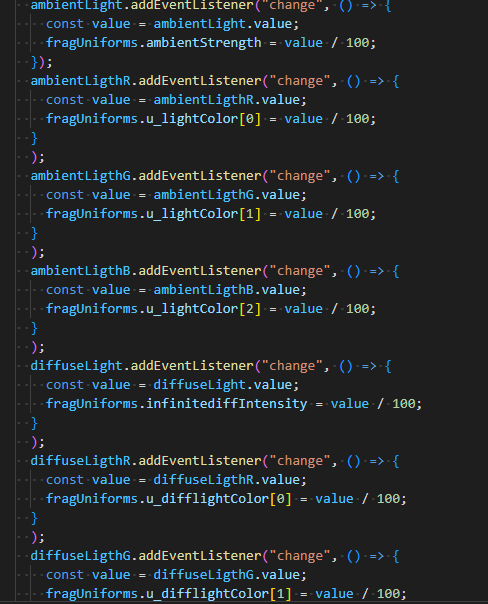 ambientLight.addEventListener("change", () => {
const value = ambientLight.value;
fragUniforms.ambientStrength = value / 100;
});
ambientLigthR.addEventListener("change", () => {
const value = ambientLigthR.value;
fragUniforms.u_lightColor[0] = value / 100;
}
);
ambientLigthG.addEventListener("change", () => {
const value = ambientLigthG.value;
fragUniforms.u_lightColor[1] = value / 100;
}
);
ambientLigthB.addEventListener("change", () => {
const value = ambientLigthB.value;
fragUniforms.u_lightColor[2] = value / 100;
}
);
diffuseLight.addEventListener("change", () => {
const value = diffuseLight.value;
fragUniforms.infinitediffIntensity = value / 100;
}
);
diffuseLigthR.addEventListener("change", () => {
const value = diffuseLigthR.value;
fragUniforms.u_difflightColor[0] = value / 100;
}
);
diffuseLigthG.addEventListener("change", () => {
const value = diffuseLigthG.value;
fragUniforms.u_difflightColor[1] = value / 100;